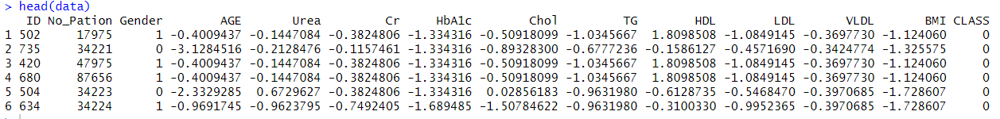 > head(data)
ID No_Pation Gender AGE Urea Cr HbA1c Chol TG HDL LDL VLDL BMI CLASS
1 502 17975 1 -0.4009437 -0.1447084 -0.3824806 -1.334316 -0.50918099 -1.0345667 1.8098508 -1.0849145 -0.3697730 -1.124060 0
2 735 34221 0 -3.1284516 -0.2128476 -0.1157461 -1.334316 -0.89328300 -0.6777236 -0.1586127 -0.4571690 -0.3424774 -1.325575 0
3 420 47975 1 -0.4009437 -0.1447084 -0.3824806 -1.334316 -0.50918099 -1.0345667 1.8098508 -1.0849145 -0.3697730 -1.124060 0
4 680 87656 1 -0.4009437 -0.1447084 -0.3824806 -1.334316 -0.50918099 -1.0345667 1.8098508 -1.0849145 -0.3697730 -1.124060 0
5 504 34223 0 -2.3329285 0.6729627 -0.3824806 -1.334316 0.02856183 -0.9631980 -0.6128735 -0.5468470 -0.3970685 -1.728607 0
6 634 34224 1 -0.9691745 -0.9623795 -0.7492405 -1.689485 -1.50784622 -0.9631980 -0.3100330 -0.9952365 -0.3970685 -1.728607 0